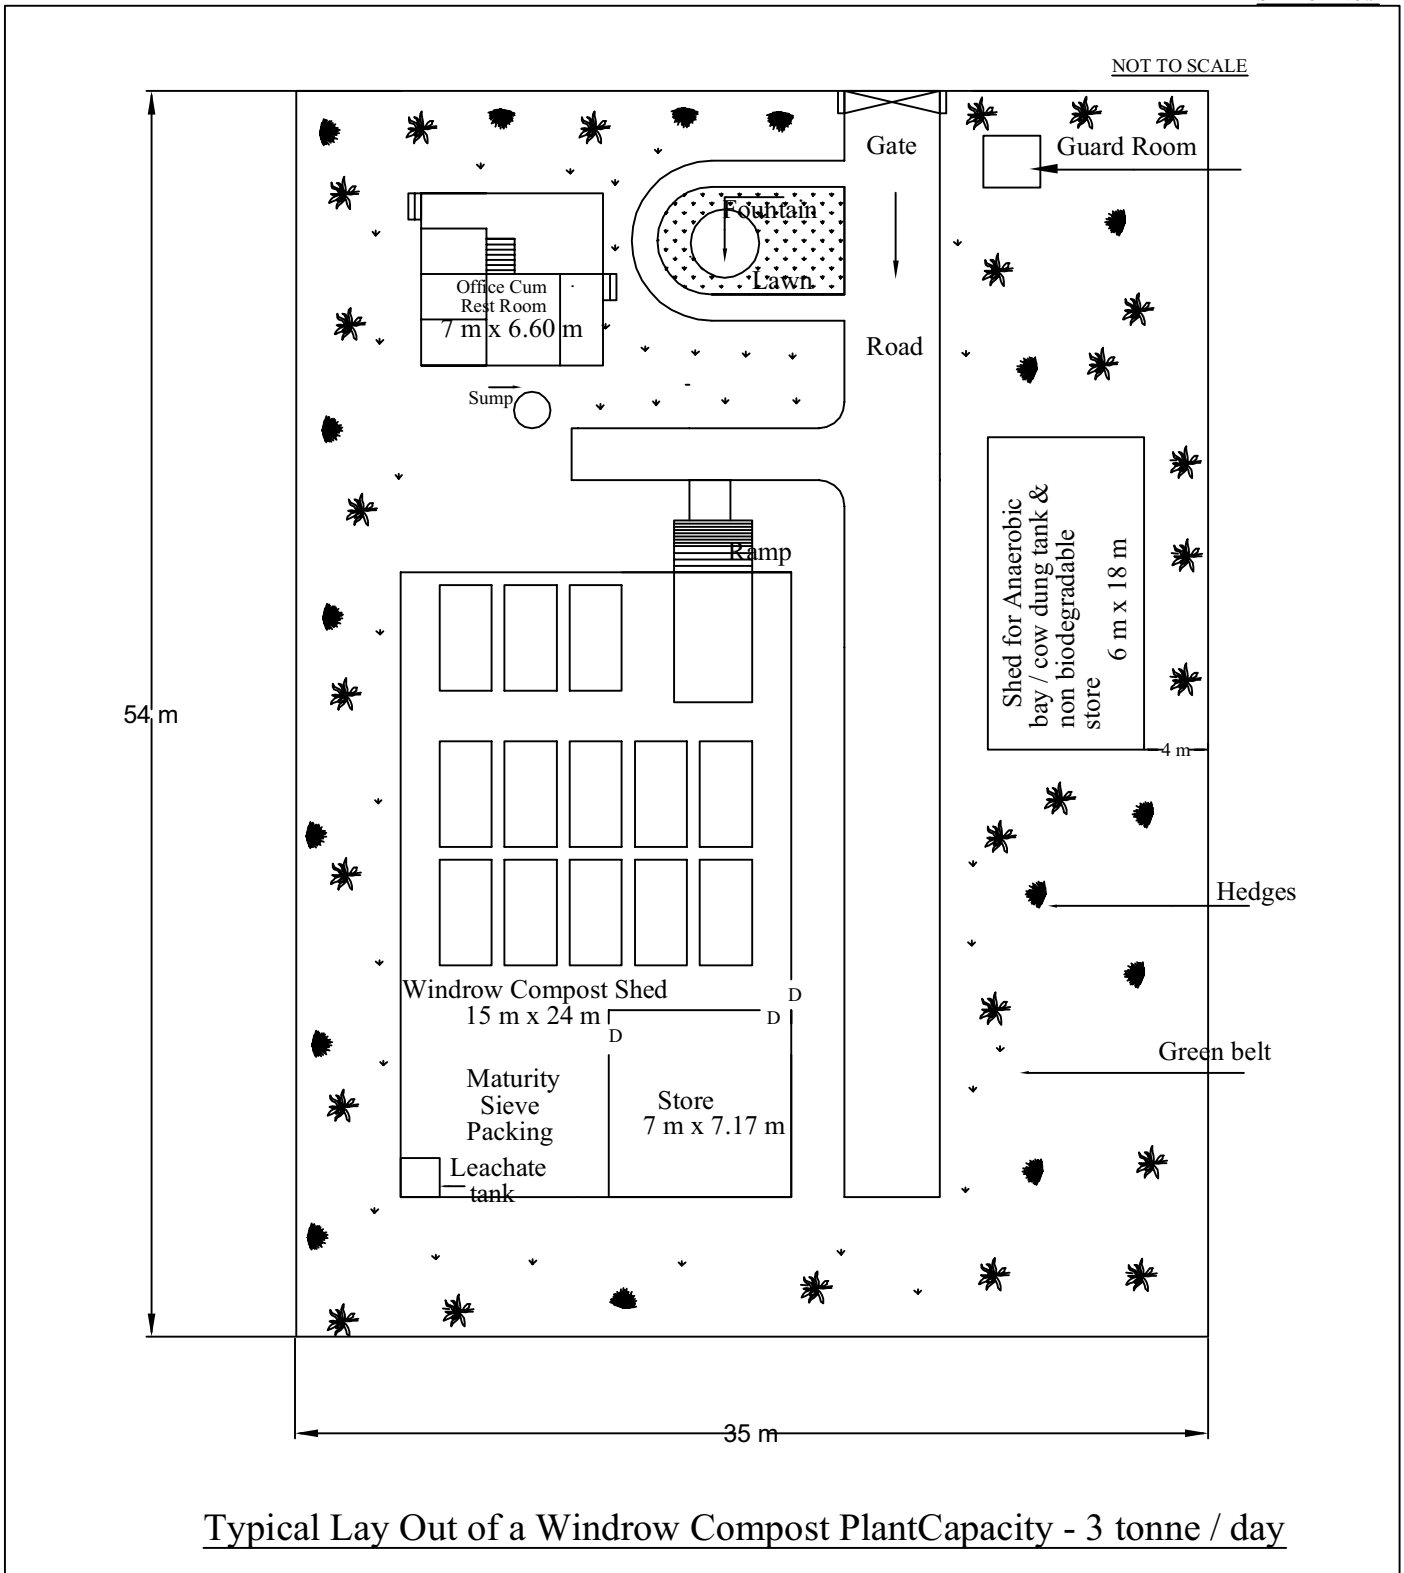 NOT TO SCALE
Gate
Guard Room
Fountain
Lawn
Office Cum
Rest Room
7 m x 6.60 m
Road
Sump
Ramp
Shed for Anaerobic
bay / cow dung tank &
non biodegradable
store
6 m x 18 m
54 m
4 m
Hedges
Windrow Compost Shed
15 m x 24 m
D
D
D
Green belt
Maturity
Sieve
Packing
Store
7 m x 7.17 m
Leachate
tank
35 m
Typical Lay Out of a Windrow Compost PlantCapacity - 3 tonne / day